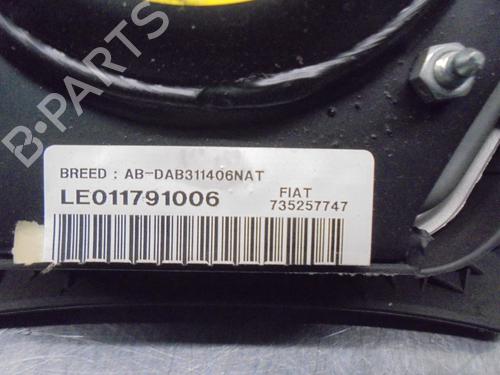 B-PARTS
BREED : AB-DAB311406NAT
LE011791006
FIAT
735257747